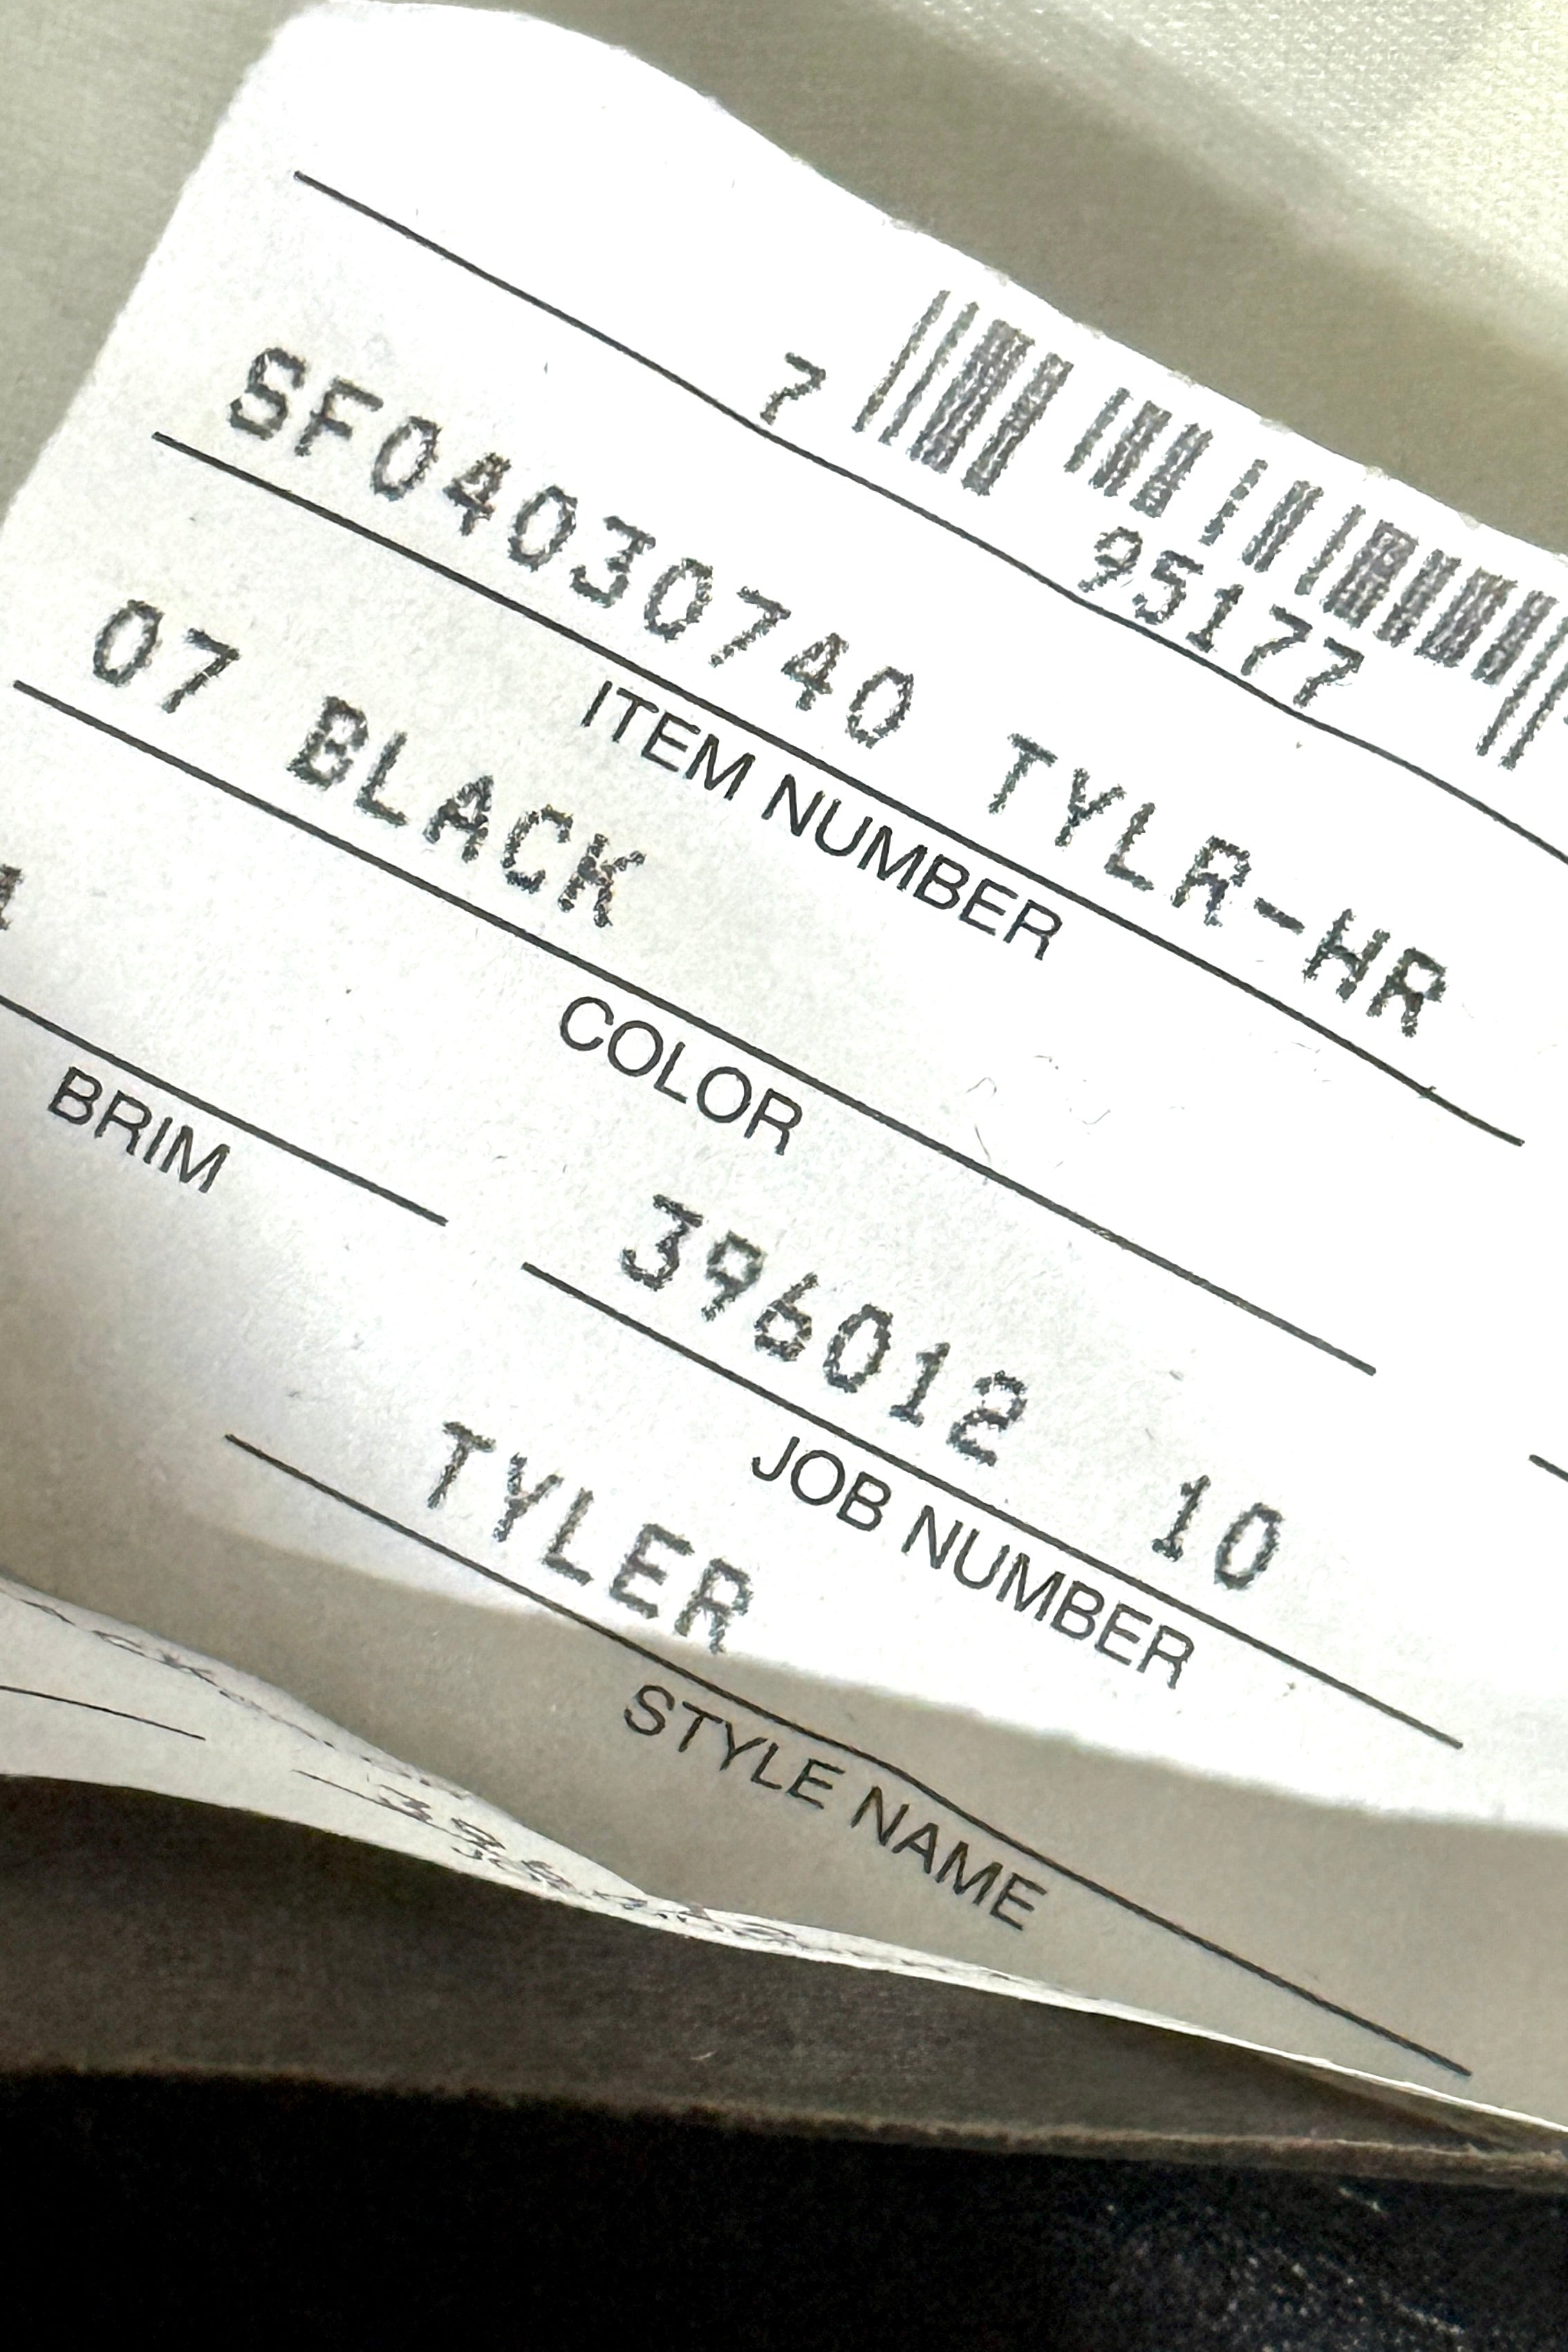 7 95177
SF04030740 TYLR-HR
ITEM NUMBER
07 BLACK
COLOR
BRIM
396012 10
JOB NUMBER
TYLER
STYLE NAME